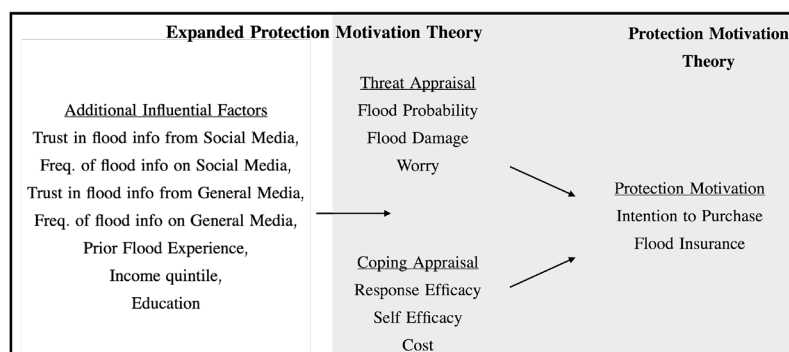 Expanded Protection Motivation Theory
Protection Motivation
Theory
Additional Influential Factors
Trust in flood info from Social Media,
Freq. of flood info on Social Media,
Trust in flood info from General Media,
Freq. of flood info on General Media,
Prior Flood Experience,
Income quintile,
Education
Threat Appraisal
Flood Probability
Flood Damage
Worry
Coping Appraisal
Response Efficacy
Self Efficacy
Cost
Protection Motivation
Intention to Purchase
Flood Insurance